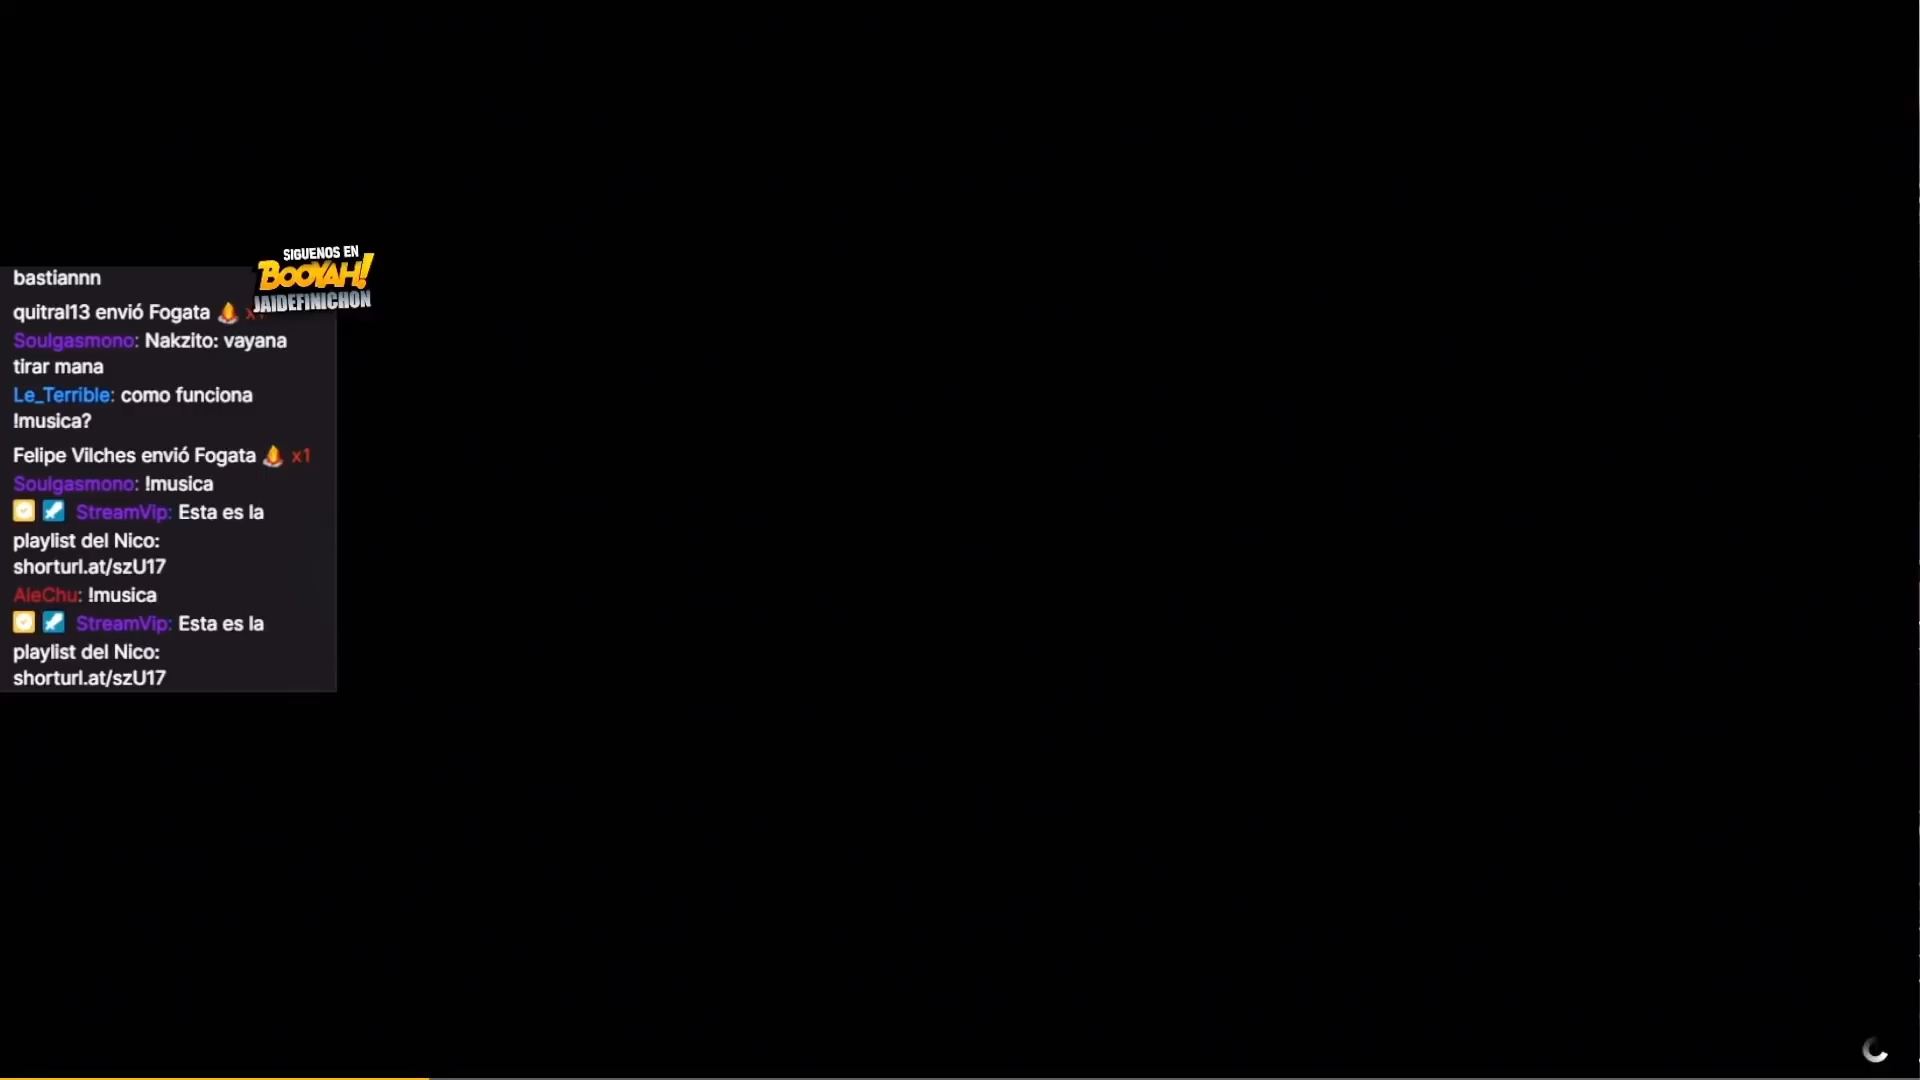 SIGUENOS EN
BOOYAH!
JAIDEFINICHON
bastiannn
quitral13 envió Fogata
Soulgasmono: Nakzito: vayana
tirar mana
Le_Terrible: como funciona
!musica?
Felipe Vilches envió Fogata x1
Soulgasmono: !musica
StreamVip: Esta es la
playlist del Nico:
shorturl.at/szU17
AleChu: !musica
StreamVip: Esta es la
playlist del Nico:
shorturl.at/szU17